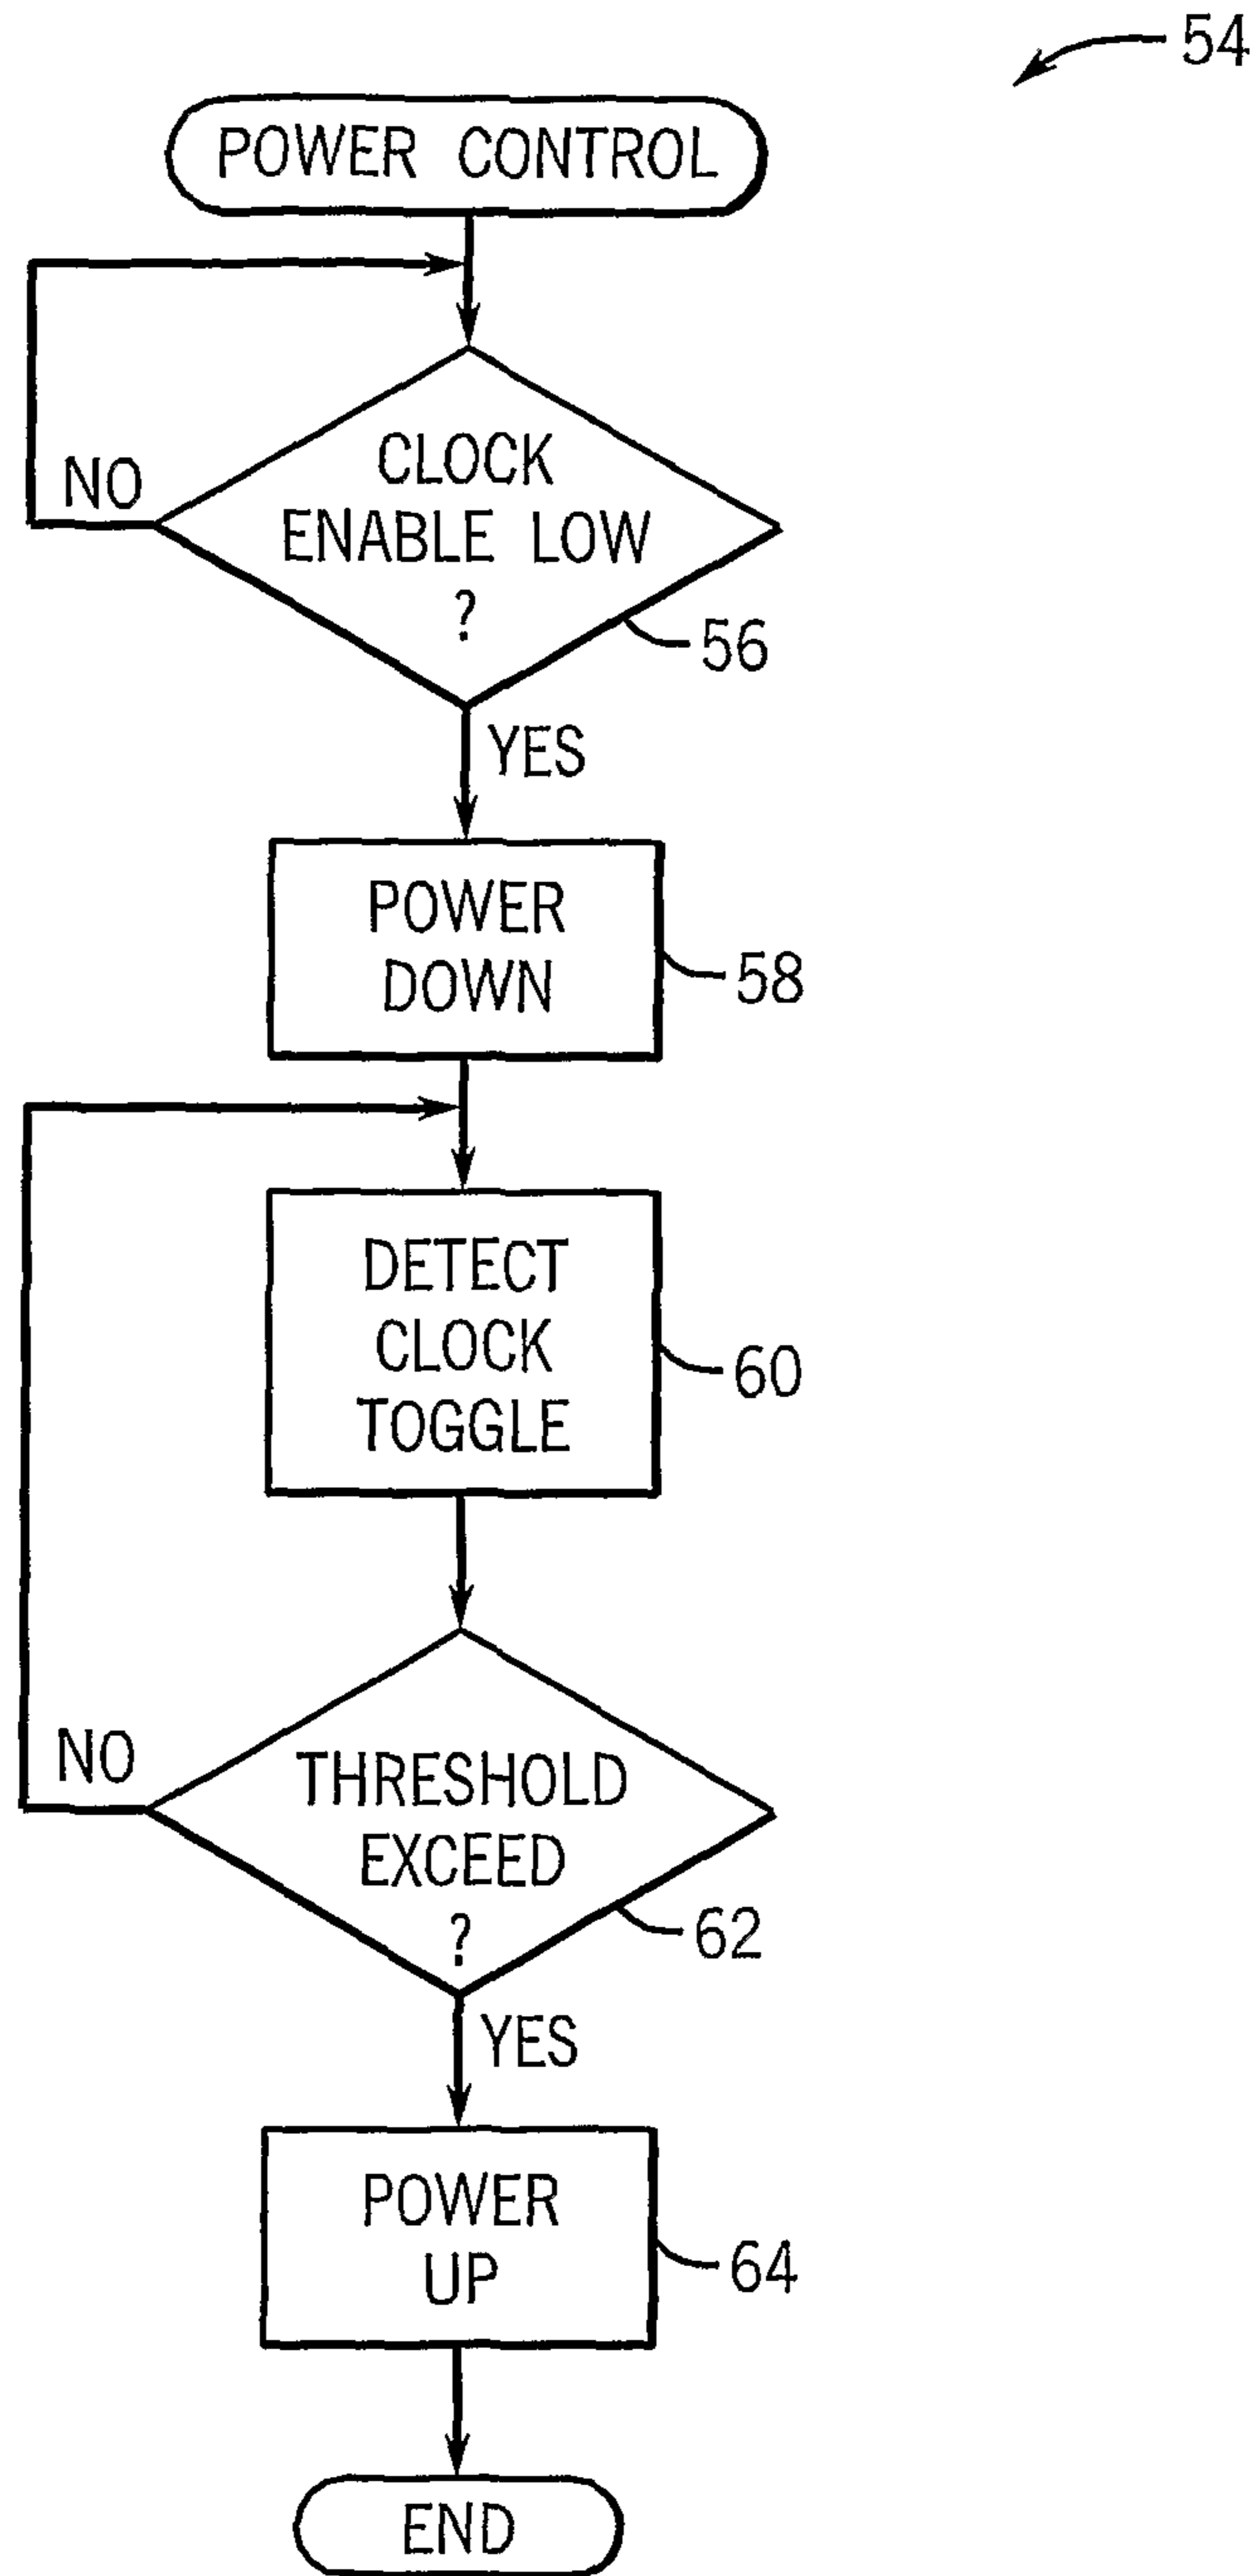 54
POWER CONTROL
CLOCK
NO
ENABLE LOW
?
56
YES
POWER
DOWN
58
DETECT
CLOCK
TOGGLE
60
NO
THRESHOLD
EXCEED
?
62
YES
POWER
UP
64
END